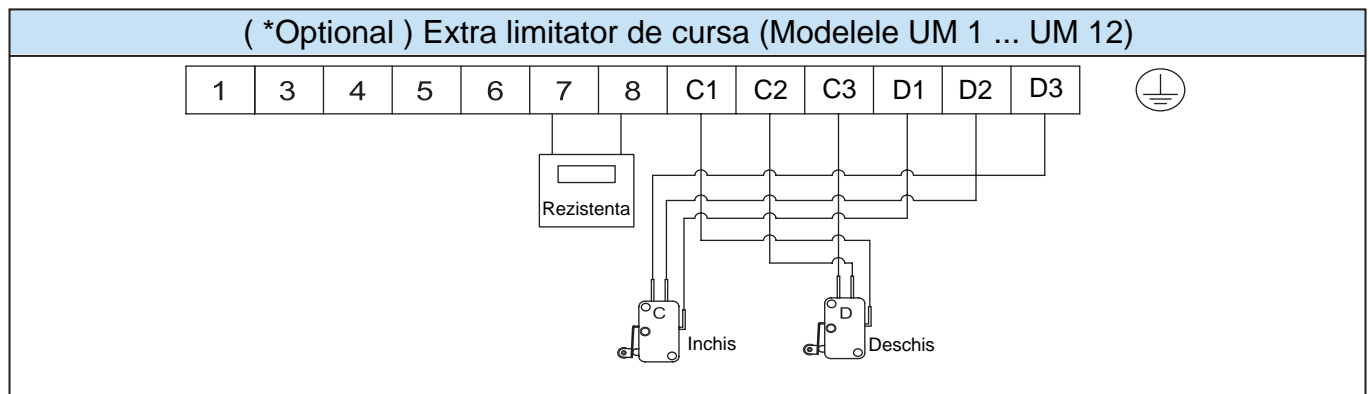 ( *Optional ) Extra limitator de cursa (Modelele UM 1 ... UM 12)
1 3 4 5 6 7 8 C1 C2 C3 D1 D2 D3
Rezistenta
C
D
Inchis
Deschis